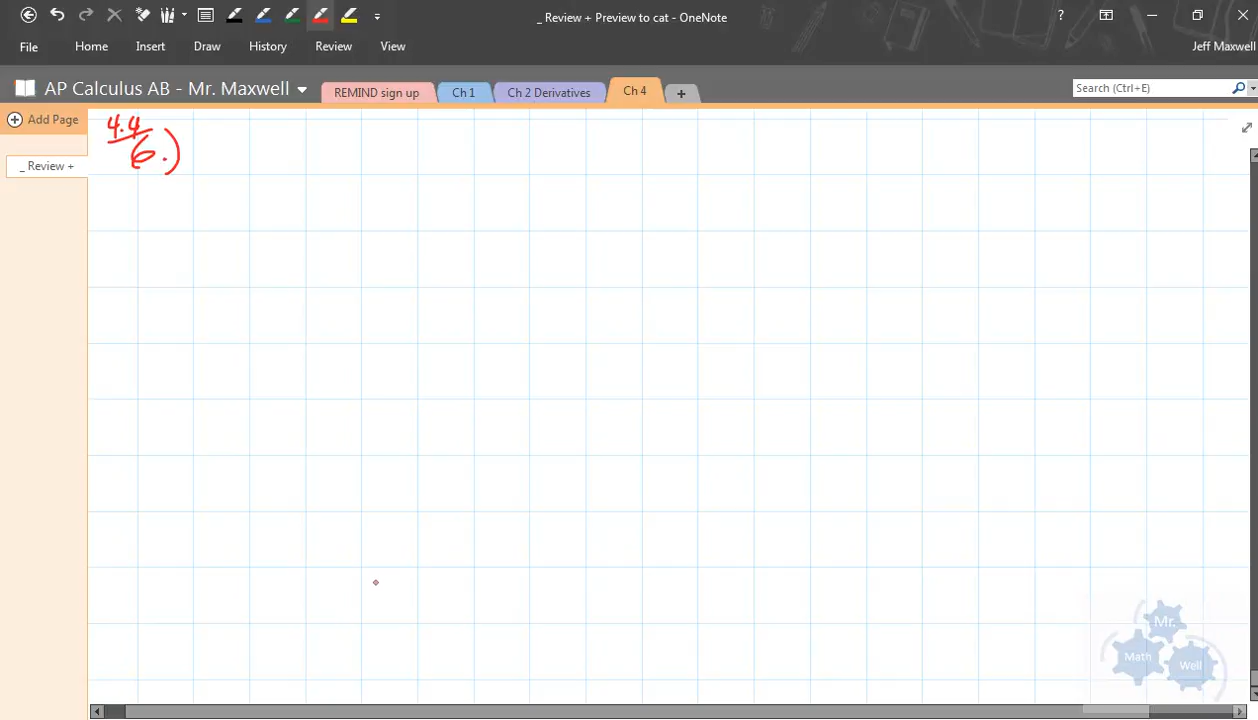 _ Review + Preview to cat - OneNote
?
File Home Insert Draw History Review View
Jeff Maxwell
AP Calculus AB - Mr. Maxwell
REMIND sign up Ch 1 Ch 2 Derivatives Ch 4 +
Search (Ctrl+E)
Add Page
_ Review +
4.4
6.)
Mr.
Math
Well